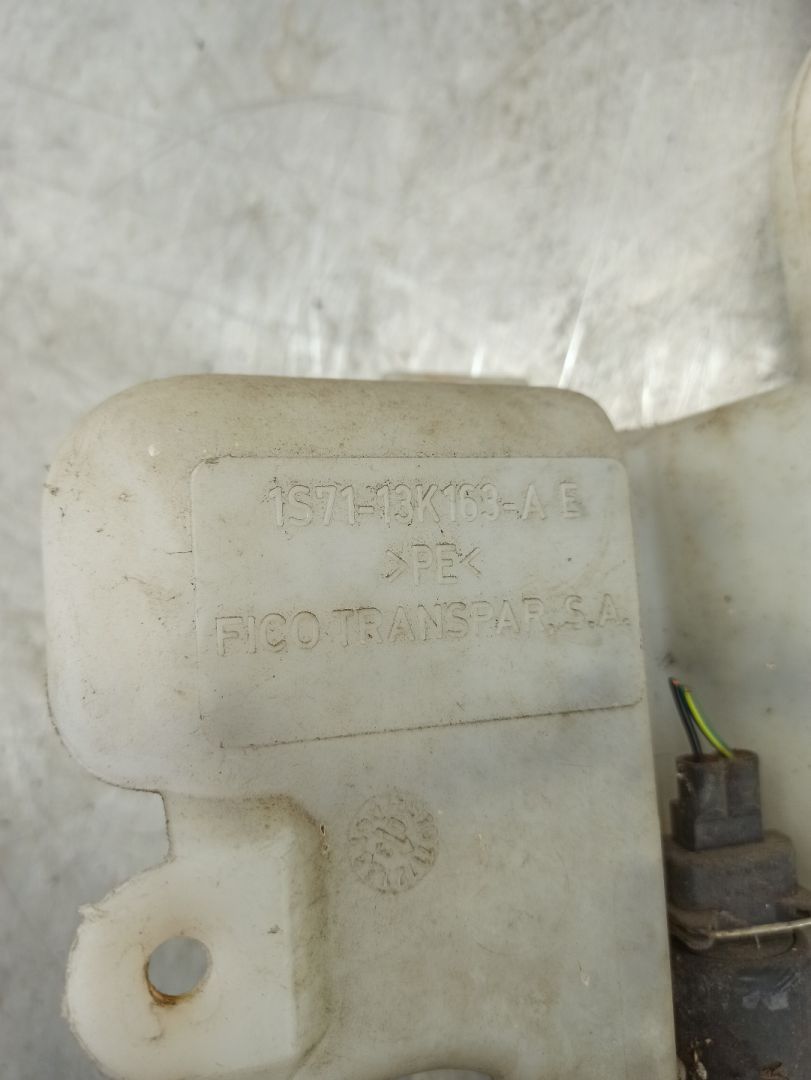 1S71-13K163-A E
>PE<
FICO TRANSPAR, S.A.